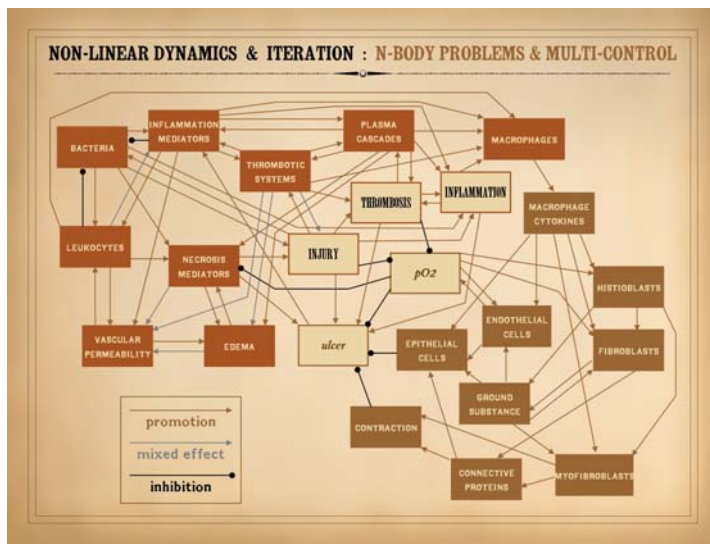 NON-LINEAR DYNAMICS & ITERATION : N-BODY PROBLEMS & MULTI-CONTROL
INFLAMMATION
MEDIATORS
PLASMA
CASCADES
MACROPHAGES
BACTERIA
THROMBOTIC
SYSTEMS
THROMBOSIS
INFLAMMATION
MACROPHAGE
CYTOKINES
LEUKOCYTES
NECROSIS
MEDIATORS
INJURY
pO2
HISTIOBLASTS
ENDOTHELIAL
CELLS
VASCULAR
PERMEABILITY
EDEMA
ulcer
EPITHELIAL
CELLS
FIBROBLASTS
GROUND
SUBSTANCE
CONTRACTION
CONNECTIVE
PROTEINS
MYOFIBROBLASTS
promotion
mixed effect
inhibition